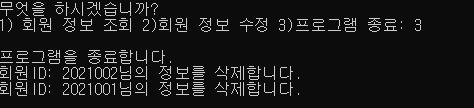 무엇을 하시겠습니까?
1) 회원 정보 조회 2)회원 정보 수정 3)프로그램 종료: 3
프로그램을 종료합니다.
회원ID: 2021002님의 정보를 삭제합니다.
회원ID: 2021001님의 정보를 삭제합니다.